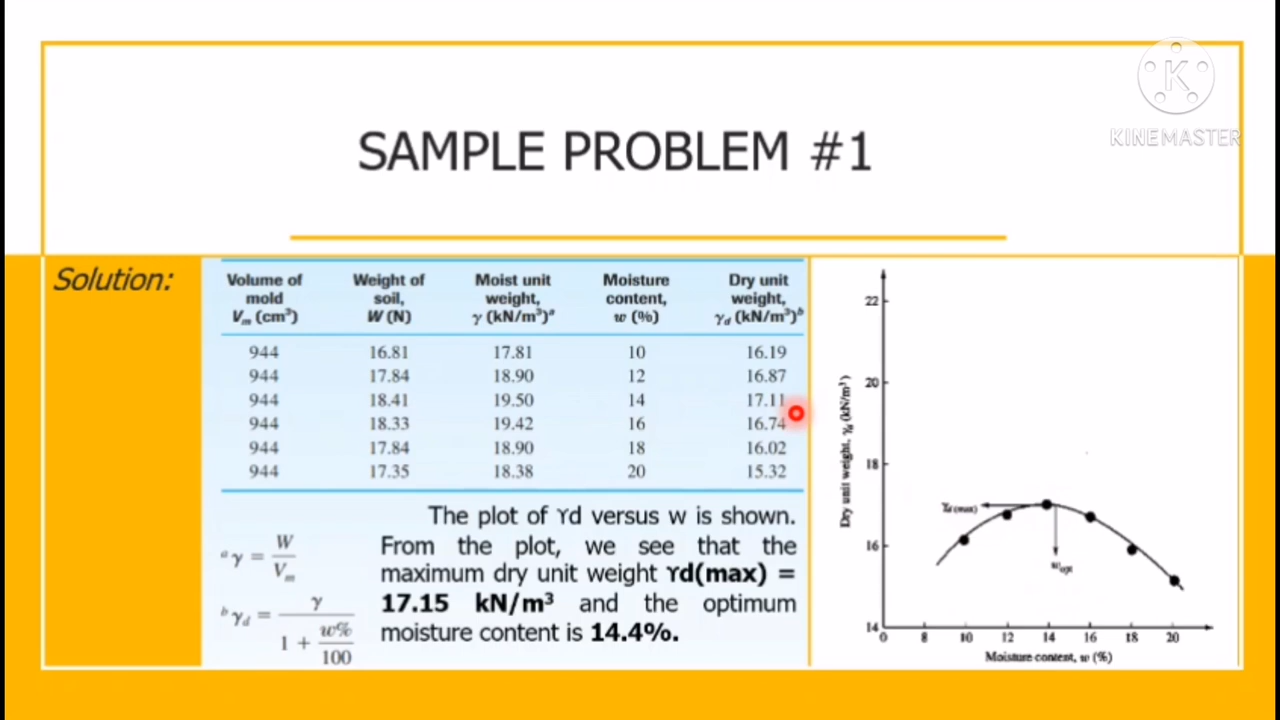 KINEMASTER
SAMPLE PROBLEM #1
Solution:
Volume of mold Vm (cm³) Weight of soil, W (N) Moist unit weight, γ (kN/m³)ᵃ Moisture content, w (%) Dry unit weight, γd (kN/m³)ᵇ
944 16.81 17.81 10 16.19
944 17.84 18.90 12 16.87
944 18.41 19.50 14 17.11
944 18.33 19.42 16 16.74
944 17.84 18.90 18 16.02
944 17.35 18.38 20 15.32
ᵃ γ = W / Vm
ᵇ γd = γ / (1 + w% / 100)
The plot of ϒd versus w is shown.
From the plot, we see that the
maximum dry unit weight ϒd(max) =
17.15 kN/m³ and the optimum
moisture content is 14.4%.
Dry unit weight, γd (kN/m³)
22
20
18
16
14
γd(max)
wopt
0 8 10 12 14 16 18 20
Moisture content, w (%)